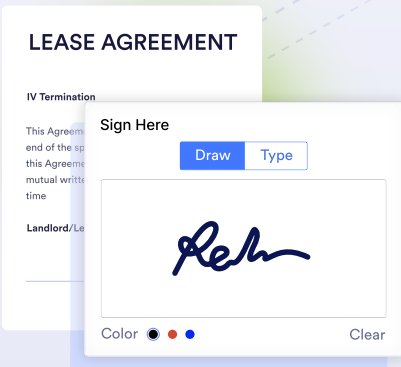 LEASE AGREEMENT
IV Termination
This Agreem
end of the sp
this Agreeme
mutual writte
time
Landlord/Le
Sign Here
Draw Type
Color Clear